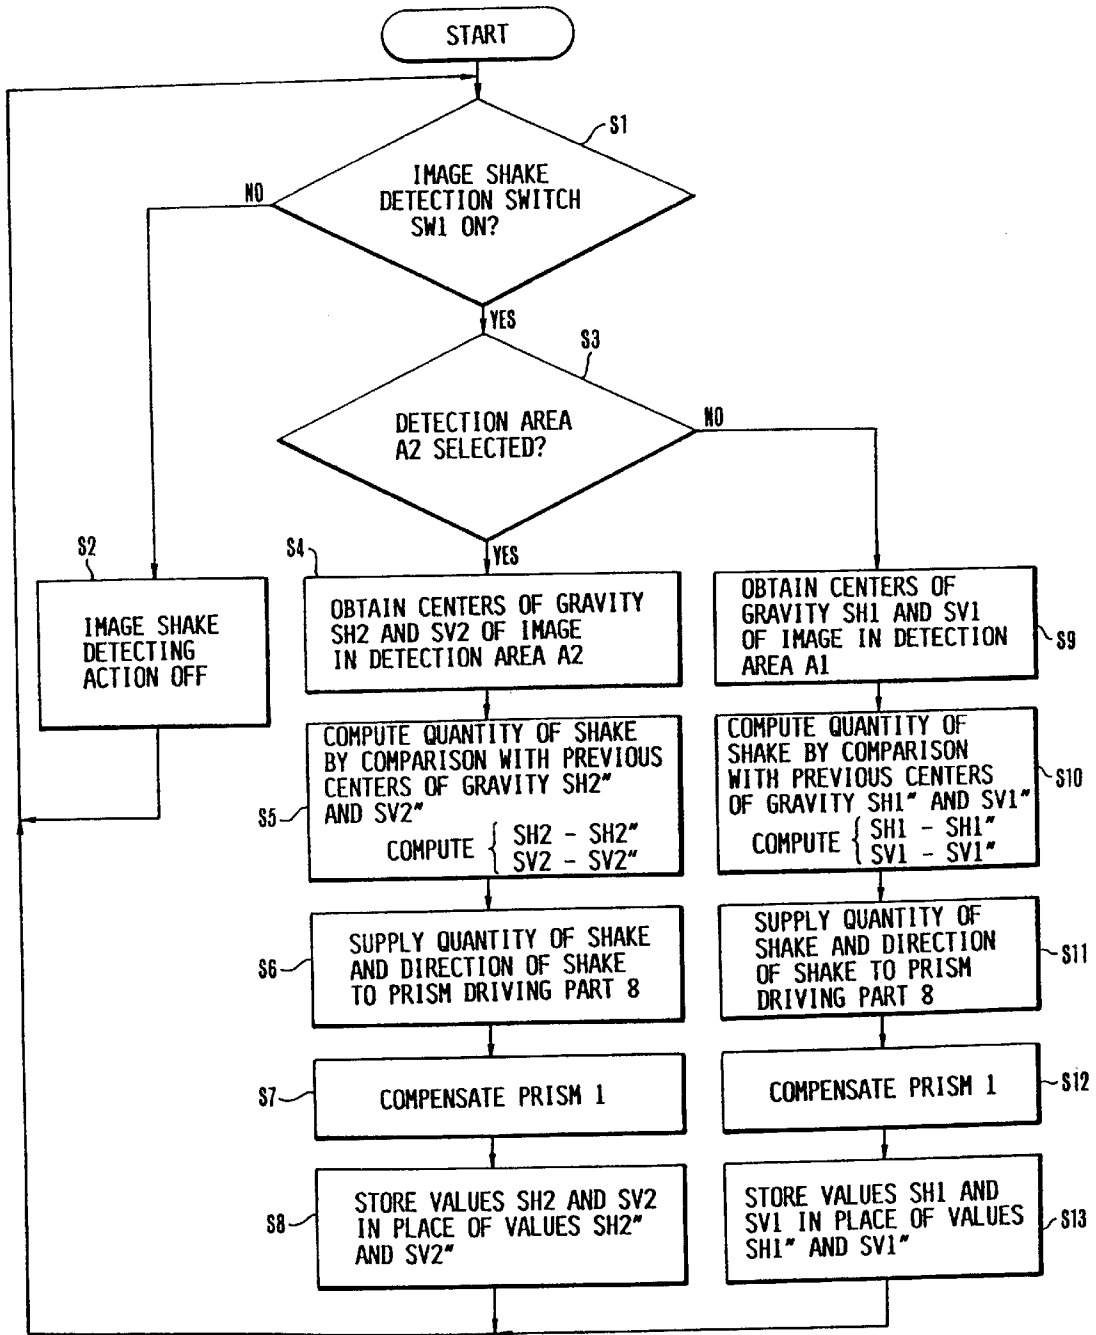 START
S1
IMAGE SHAKE
DETECTION SWITCH
SW1 ON?
NO
YES
S3
DETECTION AREA
A2 SELECTED?
NO
YES
S2
IMAGE SHAKE
DETECTING
ACTION OFF
S4
OBTAIN CENTERS OF GRAVITY
SH2 AND SV2 OF IMAGE
IN DETECTION AREA A2
S5
COMPUTE QUANTITY OF SHAKE
BY COMPARISON WITH PREVIOUS
CENTERS OF GRAVITY SH2″
AND SV2″
COMPUTE { SH2 - SH2″
SV2 - SV2″
S6
SUPPLY QUANTITY OF SHAKE
AND DIRECTION OF SHAKE
TO PRISM DRIVING PART 8
S7
COMPENSATE PRISM 1
S8
STORE VALUES SH2 AND SV2
IN PLACE OF VALUES SH2″
AND SV2″
OBTAIN CENTERS OF
GRAVITY SH1 AND SV1
OF IMAGE IN DETECTION
AREA A1
S9
COMPUTE QUANTITY OF
SHAKE BY COMPARISON
WITH PREVIOUS CENTERS
OF GRAVITY SH1″ AND SV1″
COMPUTE { SH1 - SH1″
SV1 - SV1″
S10
SUPPLY QUANTITY OF
SHAKE AND DIRECTION
OF SHAKE TO PRISM
DRIVING PART 8
S11
COMPENSATE PRISM 1
S12
STORE VALUES SH1 AND
SV1 IN PLACE OF VALUES
SH1″ AND SV1″
S13